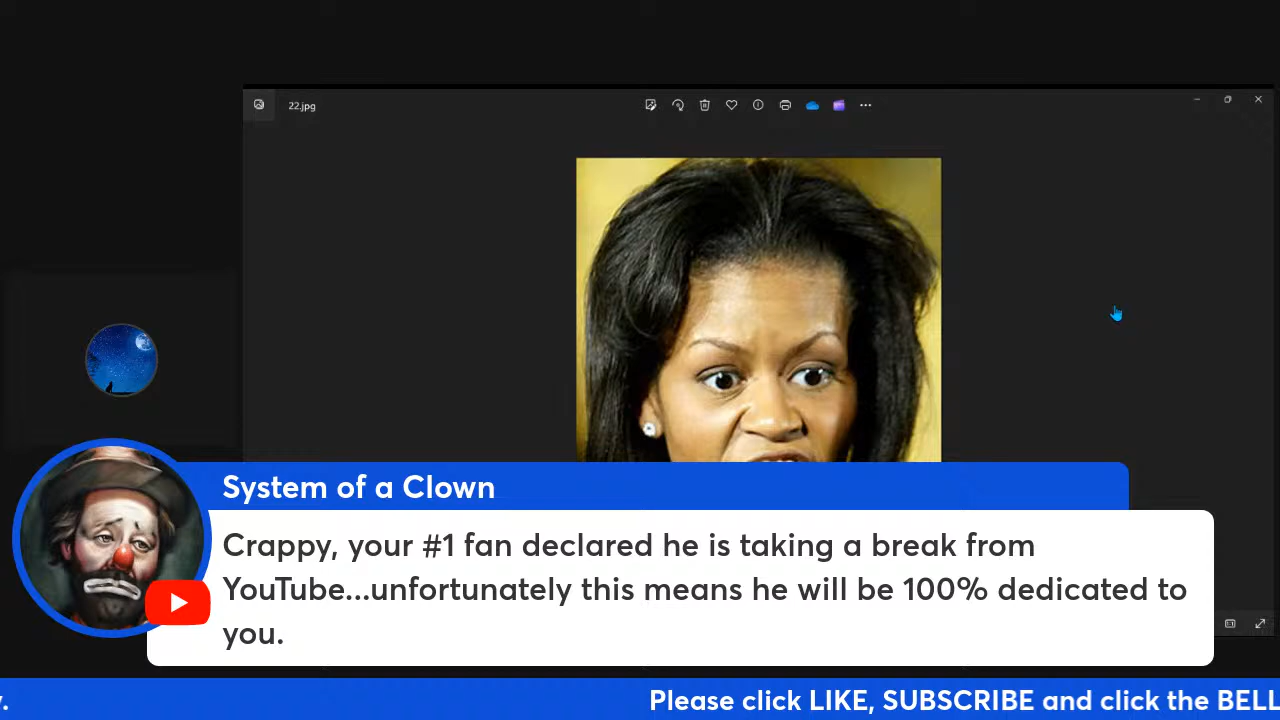 22.jpg
System of a Clown
Crappy, your #1 fan declared he is taking a break from
YouTube...unfortunately this means he will be 100% dedicated to
you.
Please click LIKE, SUBSCRIBE and click the BELL